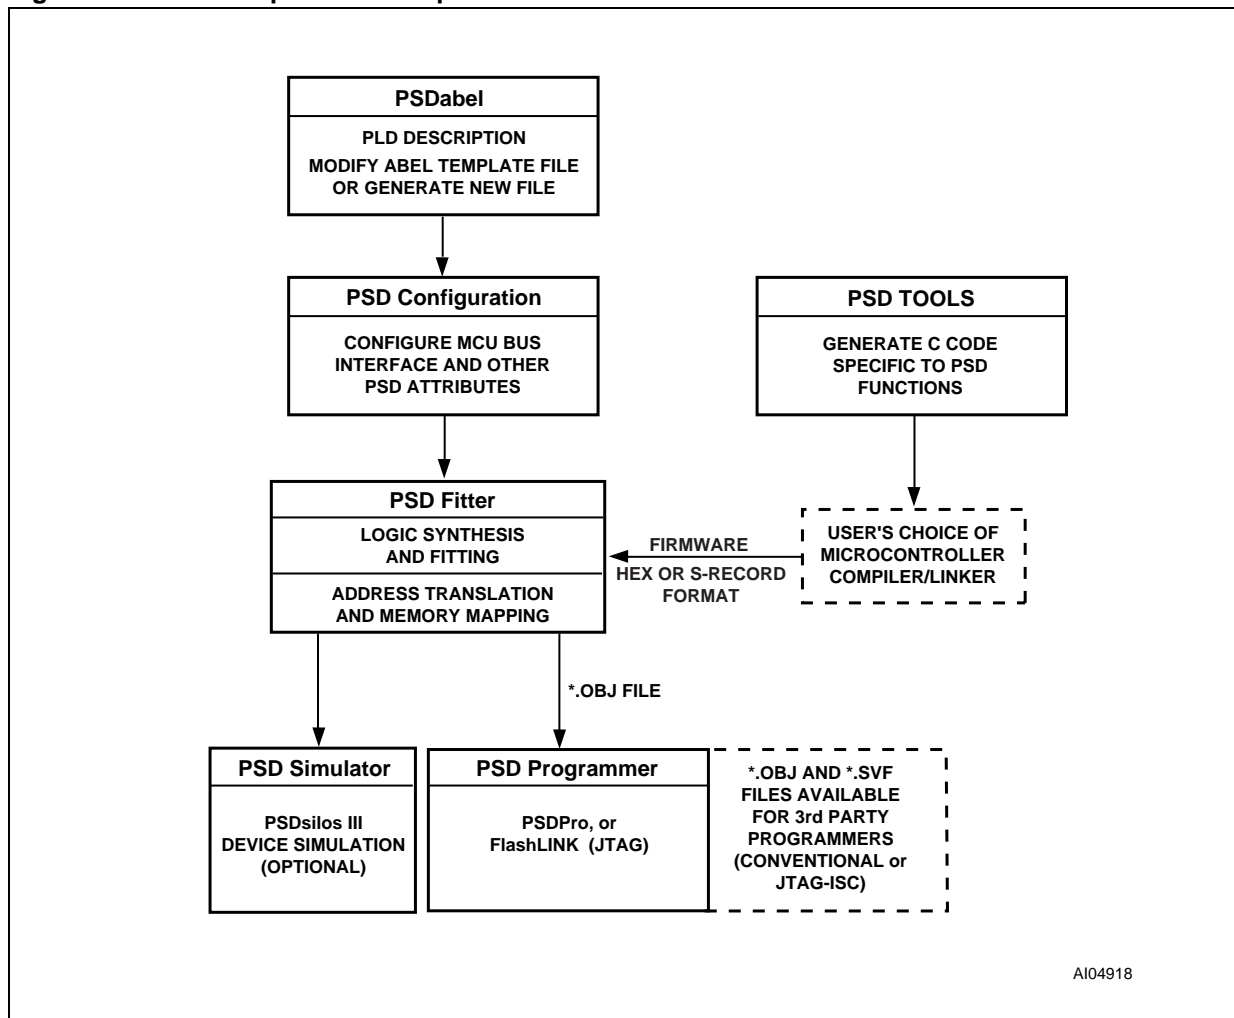 PSDabel
PLD DESCRIPTION
MODIFY ABEL TEMPLATE FILE
OR GENERATE NEW FILE
PSD Configuration
CONFIGURE MCU BUS
INTERFACE AND OTHER
PSD ATTRIBUTES
PSD TOOLS
GENERATE C CODE
SPECIFIC TO PSD
FUNCTIONS
PSD Fitter
LOGIC SYNTHESIS
AND FITTING
ADDRESS TRANSLATION
AND MEMORY MAPPING
FIRMWARE
HEX OR S-RECORD
FORMAT
USER'S CHOICE OF
MICROCONTROLLER
COMPILER/LINKER
*.OBJ FILE
PSD Simulator
PSDsilos III
DEVICE SIMULATION
(OPTIONAL)
PSD Programmer
PSDPro, or
FlashLINK (JTAG)
*.OBJ AND *.SVF
FILES AVAILABLE
FOR 3rd PARTY
PROGRAMMERS
(CONVENTIONAL or
JTAG-ISC)
AI04918